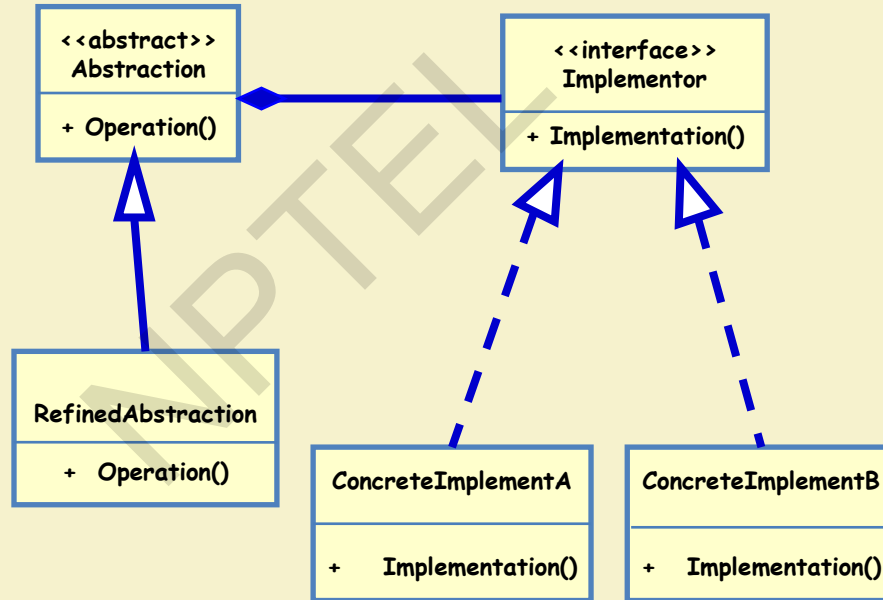 <<abstract>>
Abstraction
+ Operation()
<<interface>>
Implementor
+ Implementation()
RefinedAbstraction
+ Operation()
ConcreteImplementA
+ Implementation()
ConcreteImplementB
+ Implementation()
NPTEL